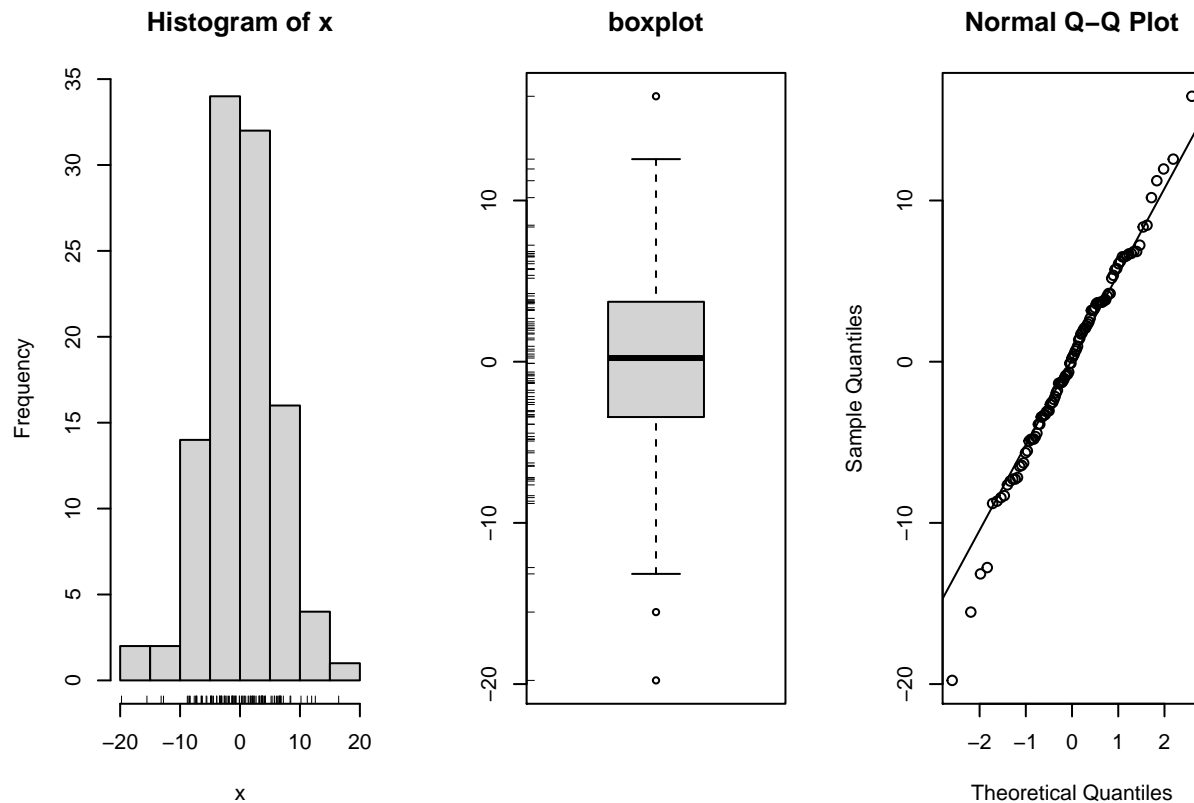 Histogram of x
Frequency
35
30
25
20
15
10
5
0
−20 −10 0 10 20
x
boxplot
10
0
−10
−20
Normal Q−Q Plot
Sample Quantiles
10
0
−10
−20
−2 −1 0 1 2
Theoretical Quantiles